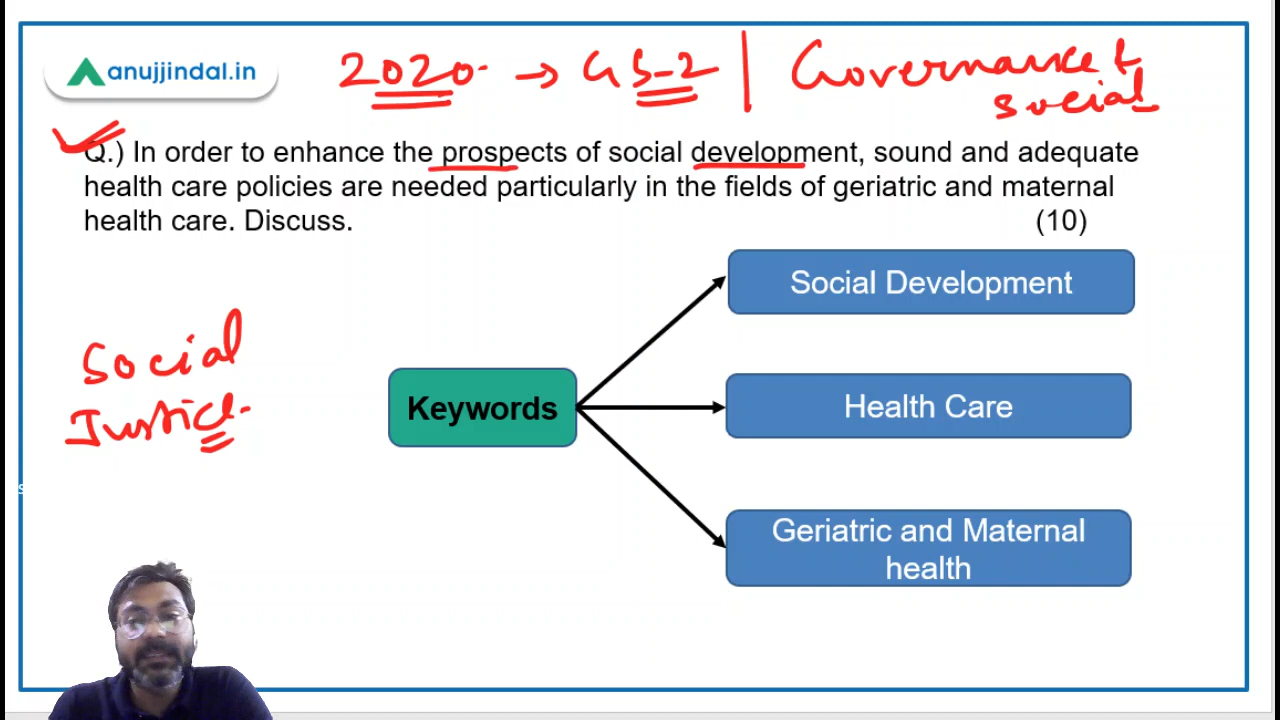 anujjindal.in
2020 → GS-2 | Governance &
social
Q.) In order to enhance the prospects of social development, sound and adequate
health care policies are needed particularly in the fields of geriatric and maternal
health care. Discuss. (10)
Social Development
Social
Justice
Keywords
Health Care
Geriatric and Maternal
health